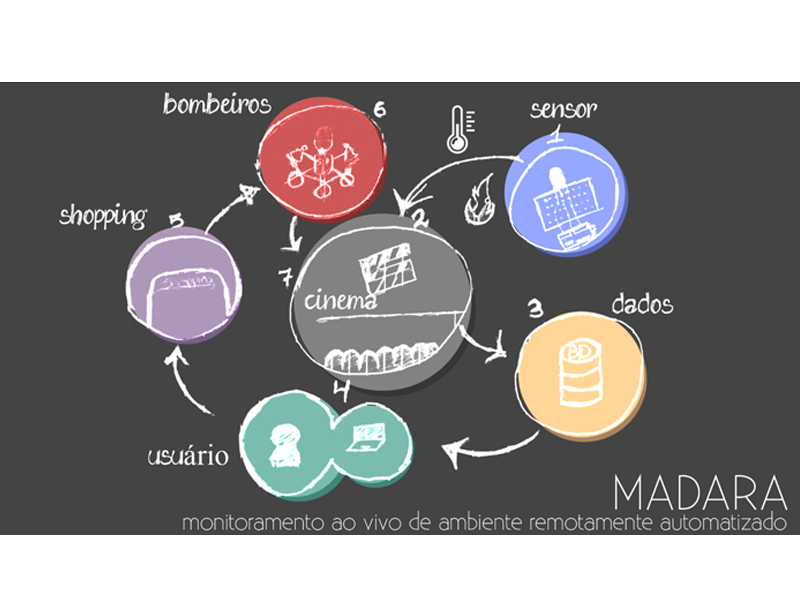 bombeiros
6
sensor
1
shopping
5
2
7
cinema
3
dados
BD
4
usuário
MADARA
monitoramento ao vivo de ambiente remotamente automatizado